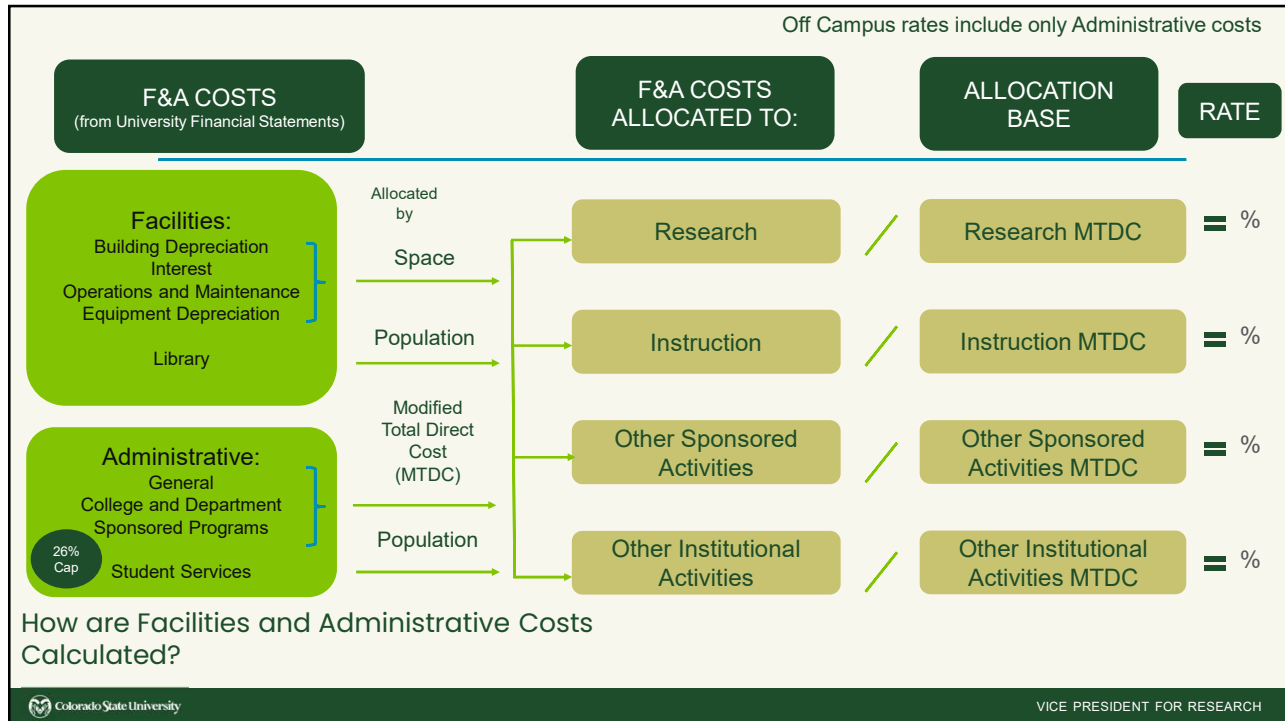 Off Campus rates include only Administrative costs
F&A COSTS
(from University Financial Statements)
F&A COSTS
ALLOCATED TO:
ALLOCATION
BASE
RATE
Facilities:
Building Depreciation
Interest
Operations and Maintenance
Equipment Depreciation
Library
Allocated
by
Space
Population
Modified
Total Direct
Cost
(MTDC)
Population
Administrative:
General
College and Department
Sponsored Programs
26%
Cap
Student Services
Research
/
Research MTDC
= %
Instruction
/
Instruction MTDC
= %
Other Sponsored
Activities
/
Other Sponsored
Activities MTDC
= %
Other Institutional
Activities
/
Other Institutional
Activities MTDC
= %
How are Facilities and Administrative Costs
Calculated?
Colorado State University
VICE PRESIDENT FOR RESEARCH